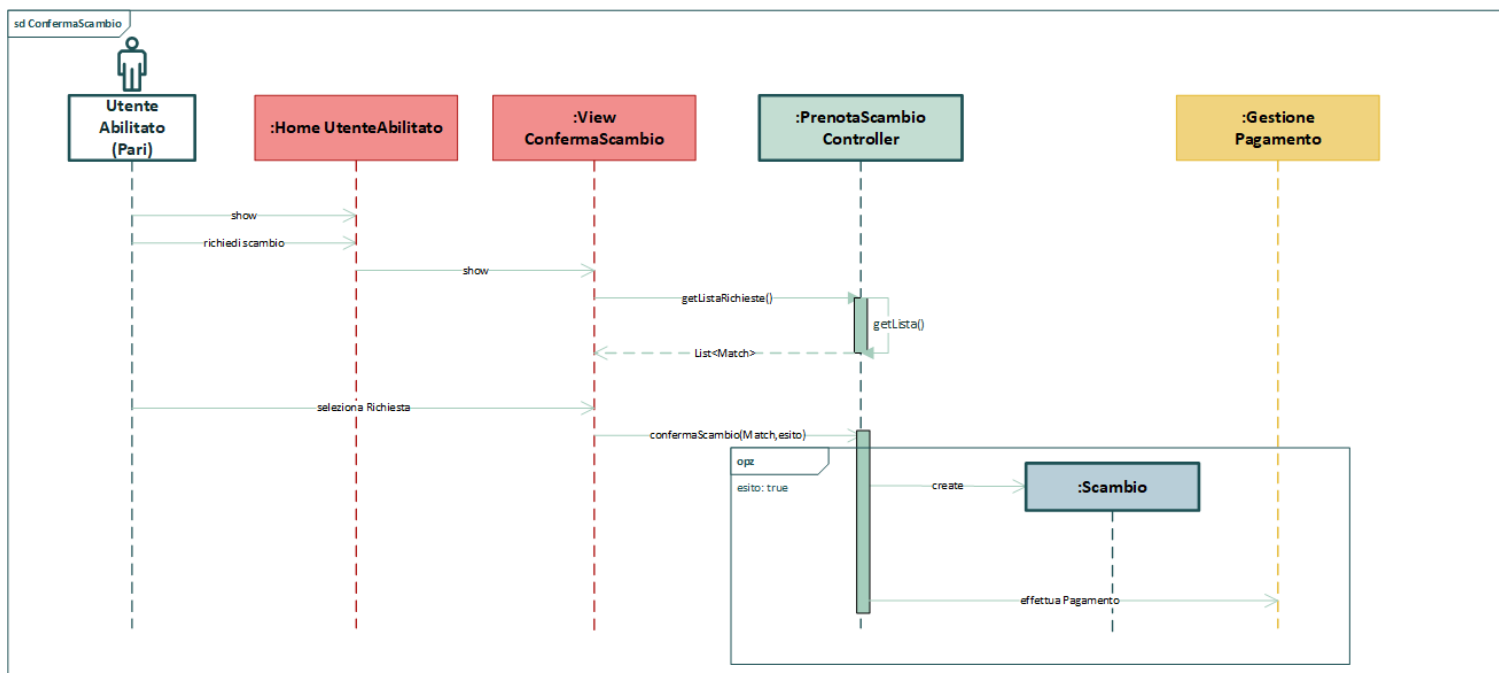 sd ConfermaScambio
Utente
Abilitato
(Pari)
:Home UtenteAbilitato
:View
ConfermaScambio
:PrenotaScambio
Controller
:Gestione
Pagamento
show
richiedi scambio
show
getListaRichieste()
getLista()
List<Match>
seleziona Richiesta
confermaScambio(Match,esito)
opz
esito: true
create
:Scambio
effettua Pagamento